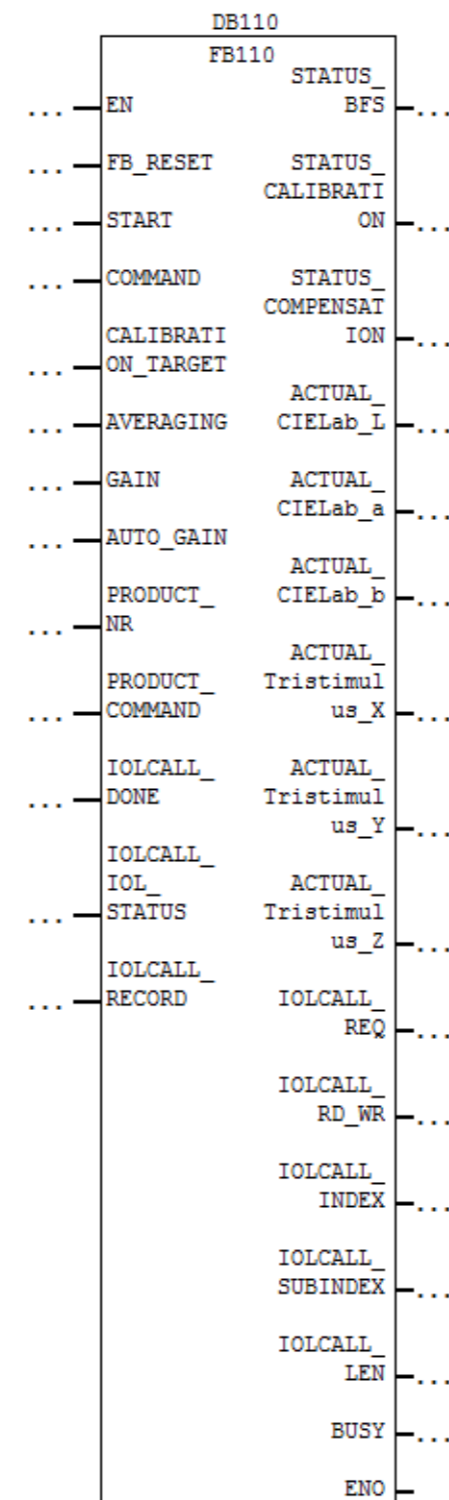 DB110
FB110
STATUS_
... EN BFS ...
... FB_RESET STATUS_
CALIBRATI
... START ON ...
... COMMAND STATUS_
COMPENSAT
CALIBRATI ION ...
... ON_TARGET
ACTUAL_
... AVERAGING CIELab_L ...
... GAIN ACTUAL_
CIELab_a ...
... AUTO_GAIN
ACTUAL_
PRODUCT_ CIELab_b ...
... NR
ACTUAL_
PRODUCT_ Tristimul
... COMMAND us_X ...
IOLCALL_ ACTUAL_
... DONE Tristimul
us_Y ...
IOLCALL_
IOL_ ACTUAL_
... STATUS Tristimul
us_Z ...
IOLCALL_
... RECORD IOLCALL_
REQ ...
IOLCALL_
RD_WR ...
IOLCALL_
INDEX ...
IOLCALL_
SUBINDEX ...
IOLCALL_
LEN ...
BUSY ...
ENO